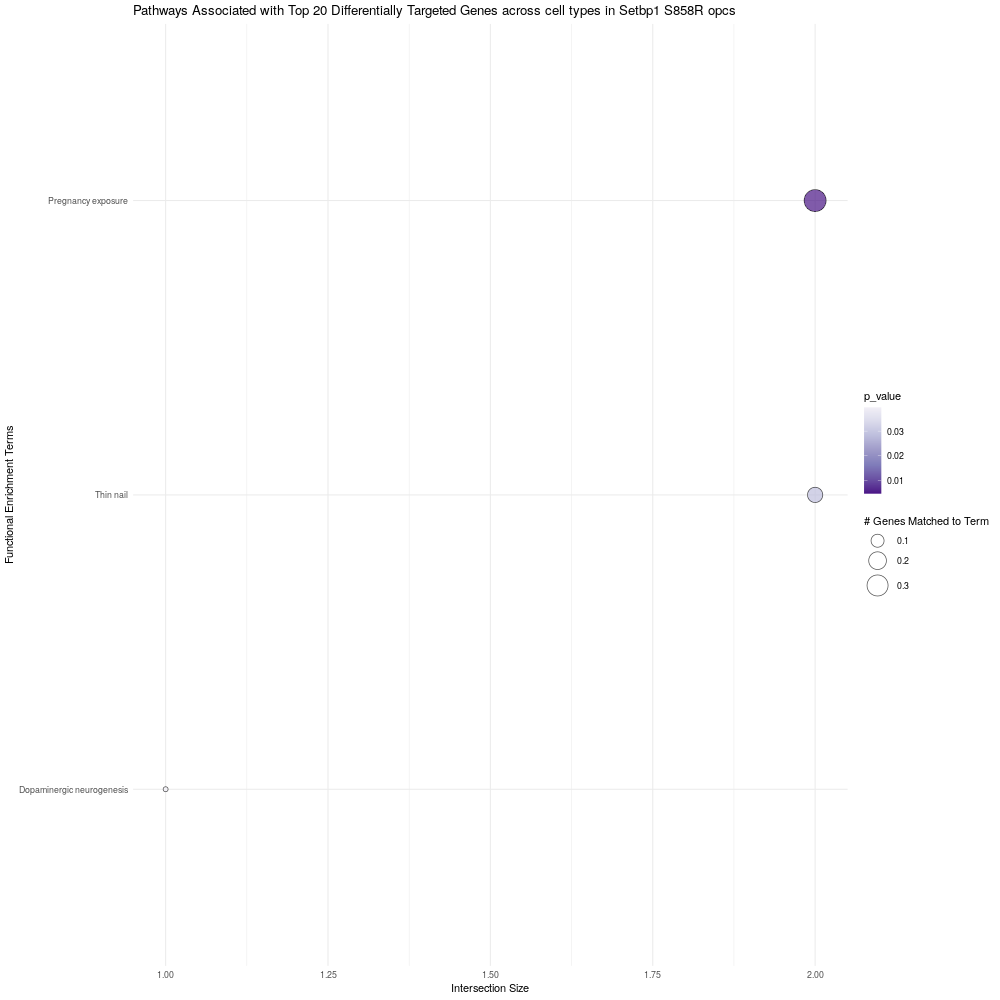 Pathways Associated with Top 20 Differentially Targeted Genes across cell types in Setbp1 S858R opcs
Functional Enrichment Terms
Pregnancy exposure
Thin nail
Dopaminergic neurogenesis
1.00
1.25
1.50
1.75
2.00
Intersection Size
p_value
0.03
0.02
0.01
# Genes Matched to Term
0.1
0.2
0.3